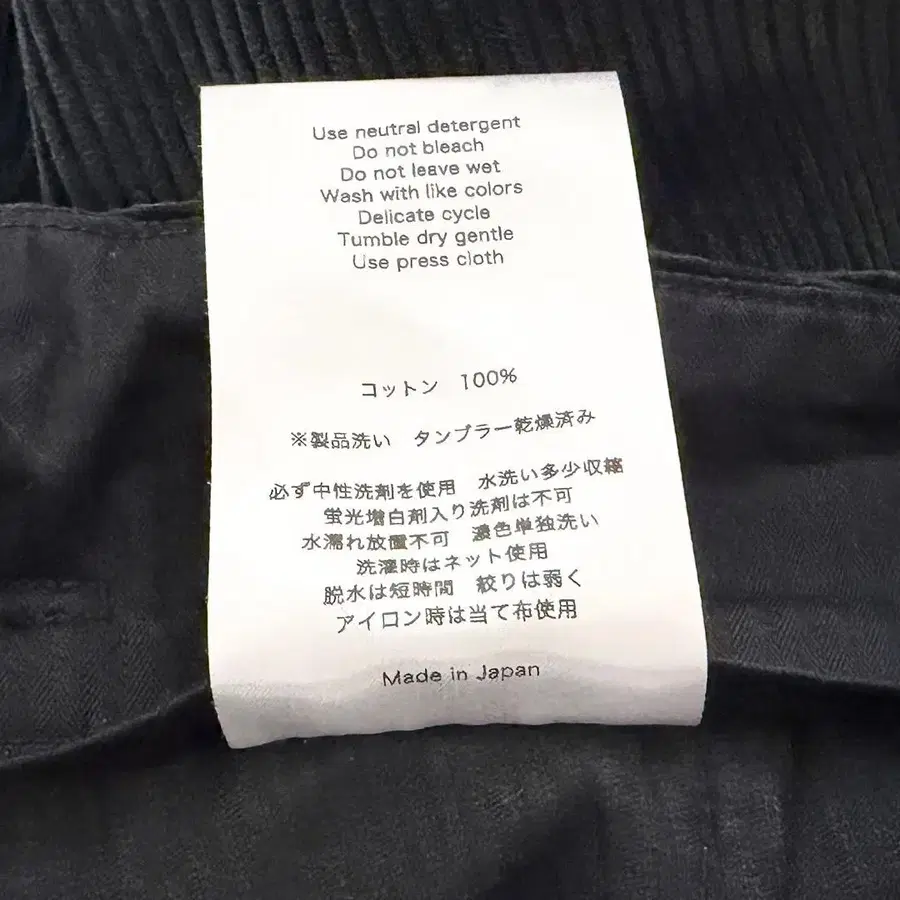 Use neutral detergent
Do not bleach
Do not leave wet
Wash with like colors
Delicate cycle
Tumble dry gentle
Use press cloth
コットン 100%
※製品洗い タンブラー乾燥済み
必ず中性洗剤を使用 水洗い多少収縮
蛍光増白剤入り洗剤は不可
水濡れ放置不可 濃色単独洗い
洗濯時はネット使用
脱水は短時間 絞りは弱く
アイロン時は当て布使用
Made in Japan